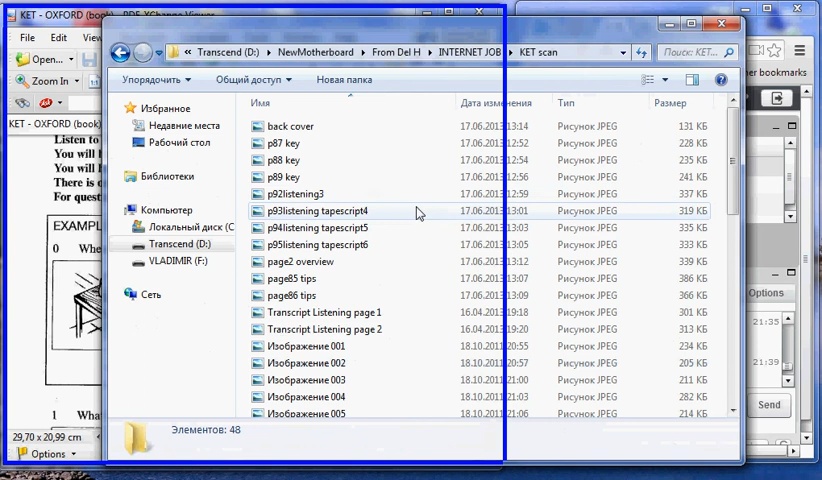 KET - OXFORD (book) - PDF-XChange Viewer
File Edit
Open...
Zoom In
KET - OXFORD (book)
Listen to
There is
For quest
EXAMPL
0 Whe
1 What
29,70 x 20,99 cm
Options
« Transcend (D:) NewMotherboard From Del H INTERNET JOB KET scan
Поиск: KET...
Упорядочить Общий доступ Новая папка
Избранное
Недавние места
Рабочий стол
Библиотеки
Компьютер
Локальный диск (C
Transcend (D:)
VLADIMIR (F:)
Сеть
Имя Дата изменения Тип Размер
back cover 17.06.2013 13:14 Рисунок JPEG 131 КБ
p87 key 17.06.2013 12:52 Рисунок JPEG 228 КБ
p88 key 17.06.2013 12:54 Рисунок JPEG 235 КБ
p89 key 17.06.2013 12:56 Рисунок JPEG 241 КБ
p92listening3 17.06.2013 12:59 Рисунок JPEG 337 КБ
p93listening tapescript4 17.06.2013 13:01 Рисунок JPEG 319 КБ
p94listening tapescript5 17.06.2013 13:03 Рисунок JPEG 335 КБ
p95listening tapescript6 17.06.2013 13:05 Рисунок JPEG 333 КБ
page2 overview 17.06.2013 13:12 Рисунок JPEG 339 КБ
page85 tips 17.06.2013 13:07 Рисунок JPEG 386 КБ
page86 tips 17.06.2013 13:09 Рисунок JPEG 366 КБ
Transcript Listening page 1 16.04.2013 19:18 Рисунок JPEG 301 КБ
Transcript Listening page 2 16.04.2013 19:20 Рисунок JPEG 313 КБ
Изображение 001 18.10.2011 20:55 Рисунок JPEG 234 КБ
Изображение 002 18.10.2011 20:57 Рисунок JPEG 207 КБ
Изображение 003 18.10.2011 21:00 Рисунок JPEG 211 КБ
Изображение 004 18.10.2011 21:03 Рисунок JPEG 282 КБ
Изображение 005 18.10.2011 21:06 Рисунок JPEG 214 КБ
Элементов: 48
her bookmarks
Options
21:35
21:39
Send